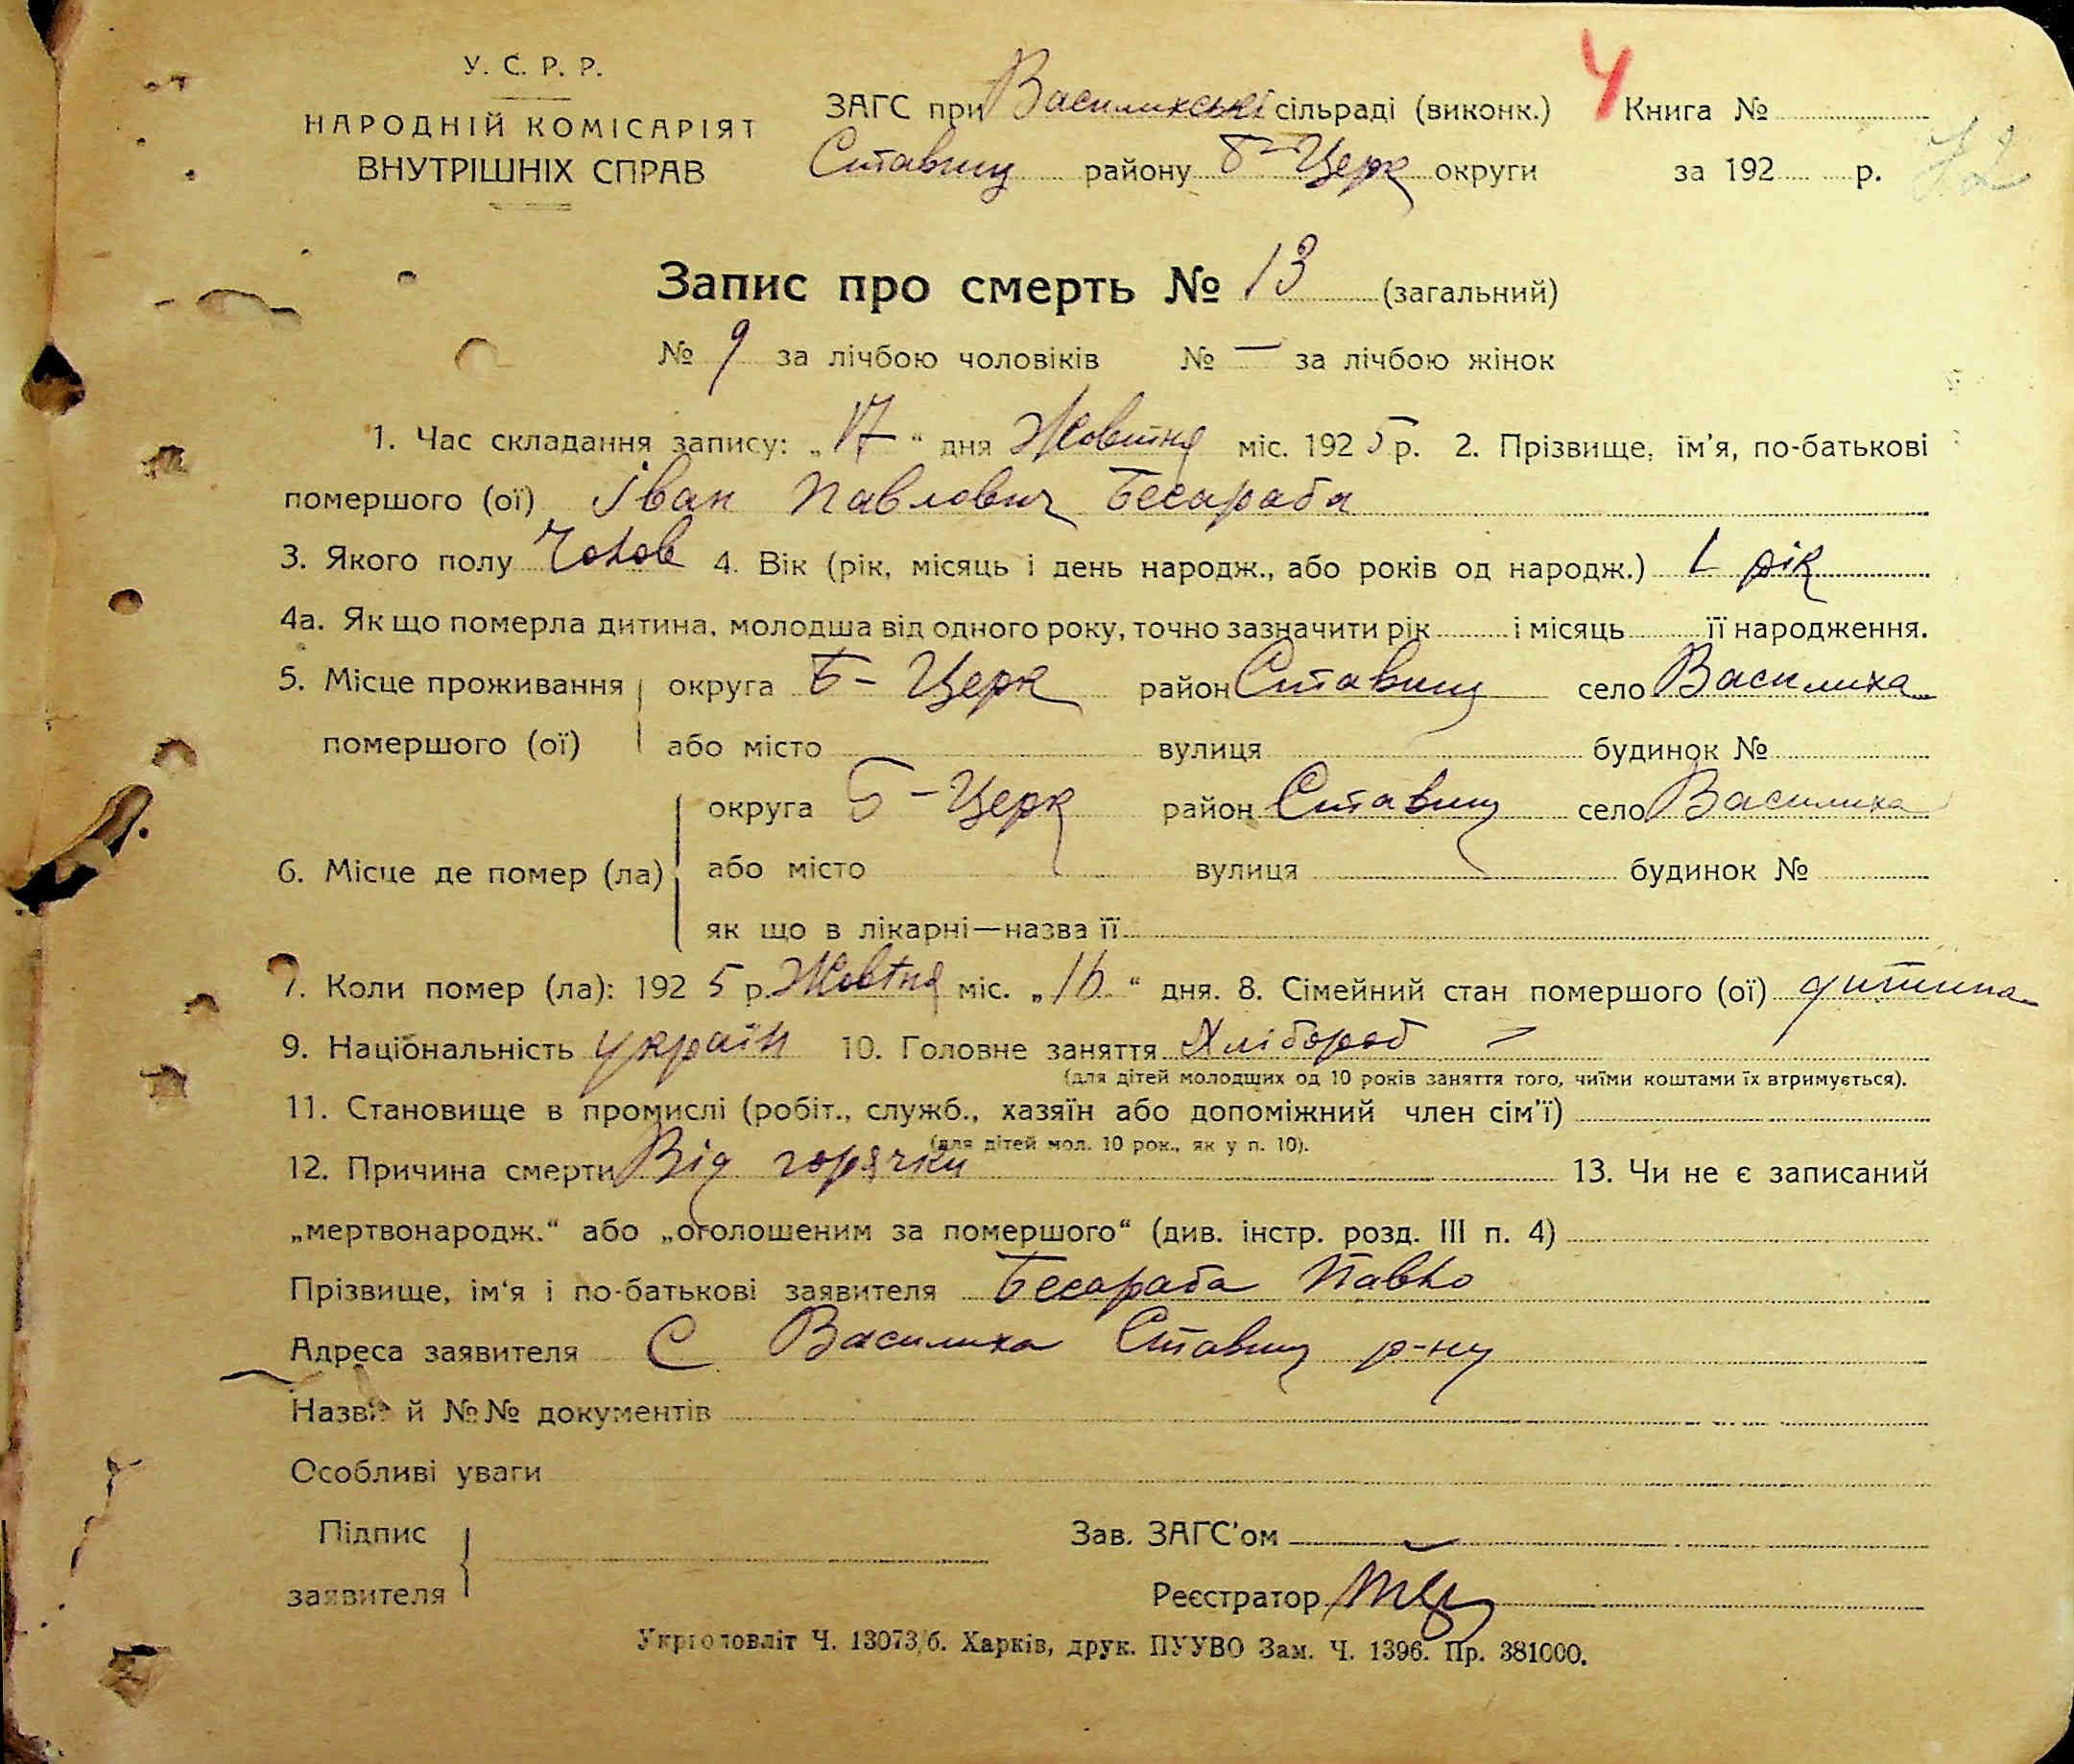 У. С. Р. Р.
НАРОДНІЙ КОМІСАРІЯТ
ВНУТРІШНІХ СПРАВ
ЗАГС при Василихські сільраді (виконк.)
Ставищ району Б-Церк округи
4
Книга №
за 192 р.
Запис про смерть № 13 (загальний)
№ 9 за лічбою чоловіків № — за лічбою жінок
1. Час складання запису: „17“ дня Жовтня міс. 1925 р. 2. Прізвище, ім'я, по-батькові
помершого (ої) Іван Павлович Бесараба
3. Якого полу Чолов 4. Вік (рік, місяць і день народж., або років од народж.) 1 рік
4а. Як що померла дитина, молодша від одного року, точно зазначити рік і місяць її народження.
5. Місце проживання округа Б- Церк район Ставищ село Василиха
помершого (ої) або місто вулиця будинок №
округа Б-Церк район Ставищ село Василиха
6. Місце де помер (ла) або місто вулиця будинок №
як що в лікарні—назва її
7. Коли помер (ла): 1925 р. Жовтня міс. „16“ дня. 8. Сімейний стан помершого (ої) дитина
9. Національність україн 10. Головне заняття Хлібороб
(для дітей молодших од 10 років заняття того, чиїми коштами їх втримується).
11. Становище в промислі (робіт., служб., хазяїн або допоміжний член сім'ї)
(для дітей мол. 10 рок., як у п. 10).
12. Причина смерти Від горячки 13. Чи не є записаний
„мертвонародж.“ або „оголошеним за помершого“ (див. інстр. розд. III п. 4)
Прізвище, ім'я і по-батькові заявителя Бесараба Павло
Адреса заявителя С Василиха Ставищ р-ну
Назви й №№ документів
Особливі уваги
Підпис
заявителя
Зав. ЗАГС'ом
Реєстратор
Укрголовліт Ч. 13073/б. Харків, друк. ПУУВО Зам. Ч. 1396. Пр. 381000.